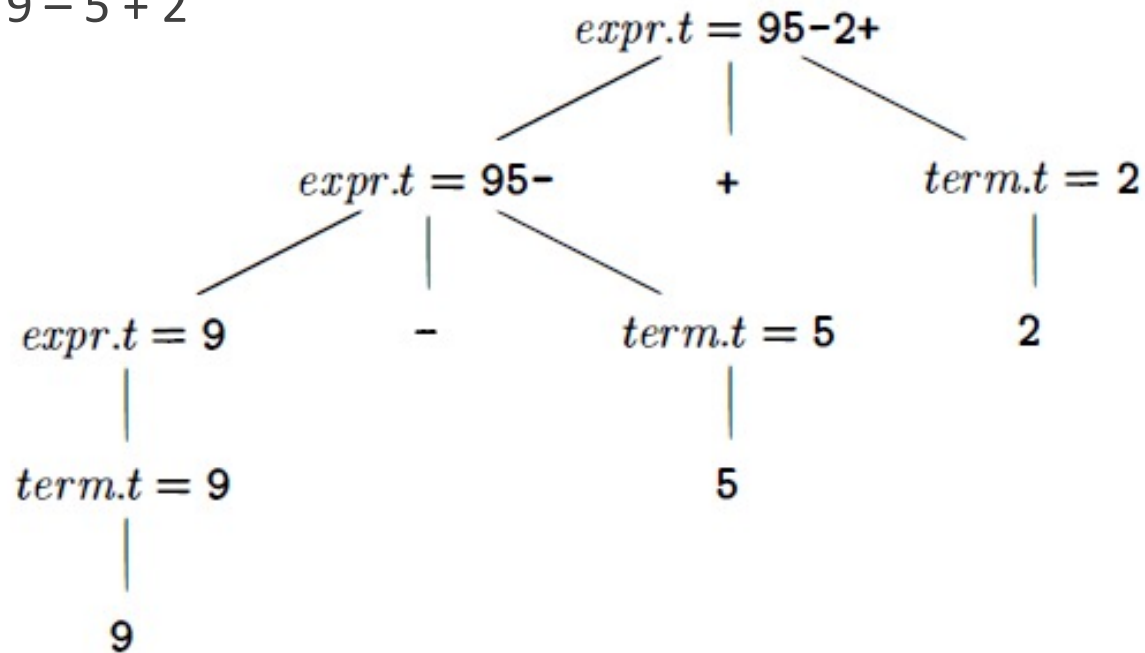 9 – 5 + 2
expr.t = 95-2+
expr.t = 95- + term.t = 2
expr.t = 9 - term.t = 5 2
term.t = 9 5
9